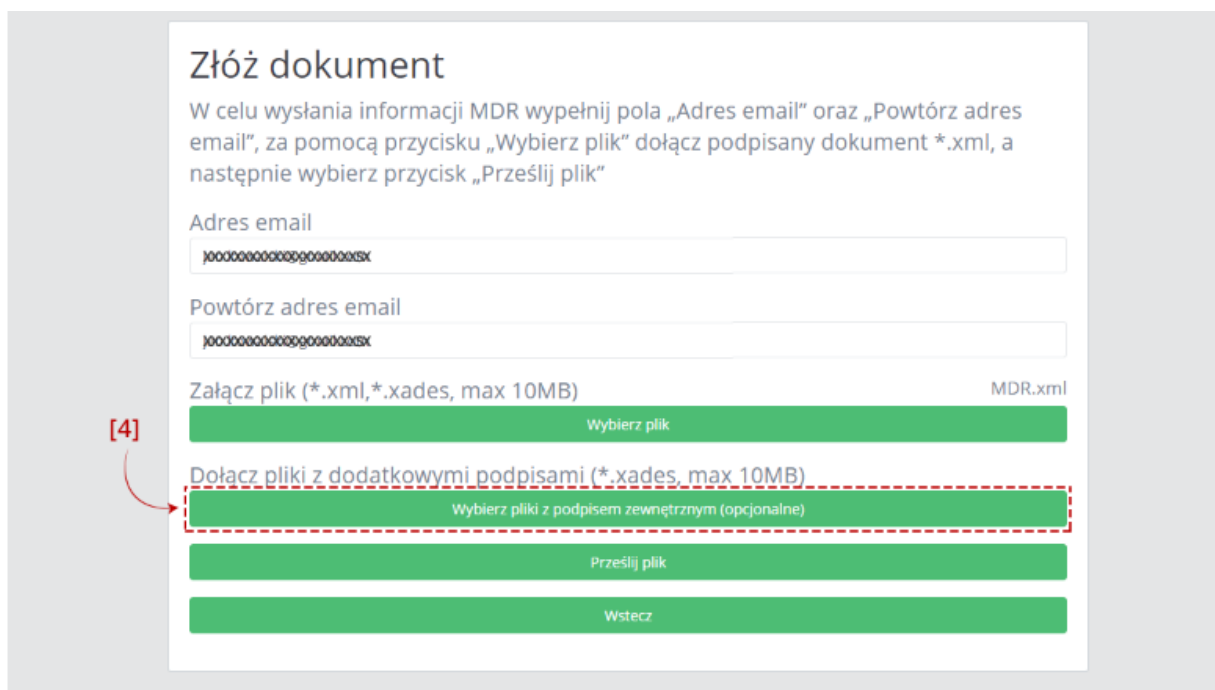 Złóż dokument
W celu wysłania informacji MDR wypełnij pola „Adres email” oraz „Powtórz adres
email”, za pomocą przycisku „Wybierz plik” dołącz podpisany dokument *.xml, a
następnie wybierz przycisk „Prześlij plik”
Adres email
Powtórz adres email
Załącz plik (*.xml,*.xades, max 10MB) MDR.xml
[4]
Wybierz plik
Dołącz pliki z dodatkowymi podpisami (*.xades, max 10MB)
Wybierz pliki z podpisem zewnętrznym (opcjonalne)
Prześlij plik
Wstecz